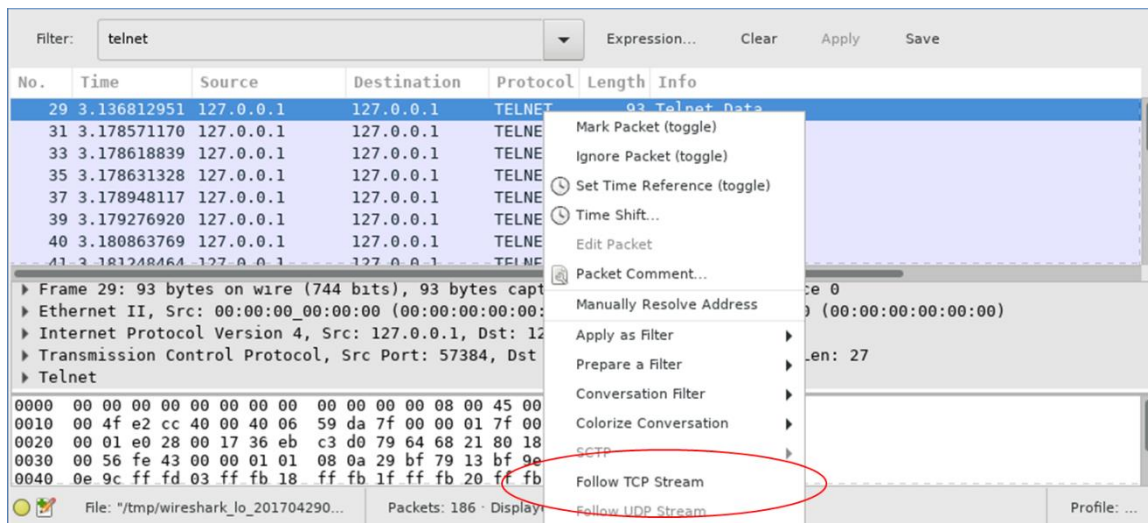 Filter: telnet Expression... Clear Apply Save
No. Time Source Destination Protocol Length Info
29 3.136812951 127.0.0.1 127.0.0.1 TELNET 93 Telnet Data
31 3.178571170 127.0.0.1 127.0.0.1 TELNE
33 3.178618839 127.0.0.1 127.0.0.1 TELNE
35 3.178631328 127.0.0.1 127.0.0.1 TELNE
37 3.178948117 127.0.0.1 127.0.0.1 TELNE
39 3.179276920 127.0.0.1 127.0.0.1 TELNE
40 3.180863769 127.0.0.1 127.0.0.1 TELNE
41 3.181248464 127.0.0.1 127.0.0.1 TELNE
Mark Packet (toggle)
Ignore Packet (toggle)
Set Time Reference (toggle)
Time Shift...
Edit Packet
Packet Comment...
Manually Resolve Address
Apply as Filter
Prepare a Filter
Conversation Filter
Colorize Conversation
SCTP
Follow TCP Stream
Follow UDP Stream
Frame 29: 93 bytes on wire (744 bits), 93 bytes capt ce 0
Ethernet II, Src: 00:00:00_00:00:00 (00:00:00:00:00: 0 (00:00:00:00:00:00)
Internet Protocol Version 4, Src: 127.0.0.1, Dst: 12
Transmission Control Protocol, Src Port: 57384, Dst Len: 27
Telnet
0000 00 00 00 00 00 00 00 00 00 00 00 00 08 00 45 00
0010 00 4f e2 cc 40 00 40 06 59 da 7f 00 00 01 7f 00
0020 00 01 e0 28 00 17 36 eb c3 d0 79 64 68 21 80 18
0030 00 56 fe 43 00 00 01 01 08 0a 29 bf 79 13 bf 9e
0040 0e 9c ff fd 03 ff fb 18 ff fb 1f ff fb 20 ff fb
File: "/tmp/wireshark_lo_201704290... Packets: 186 · Display Profile: ...